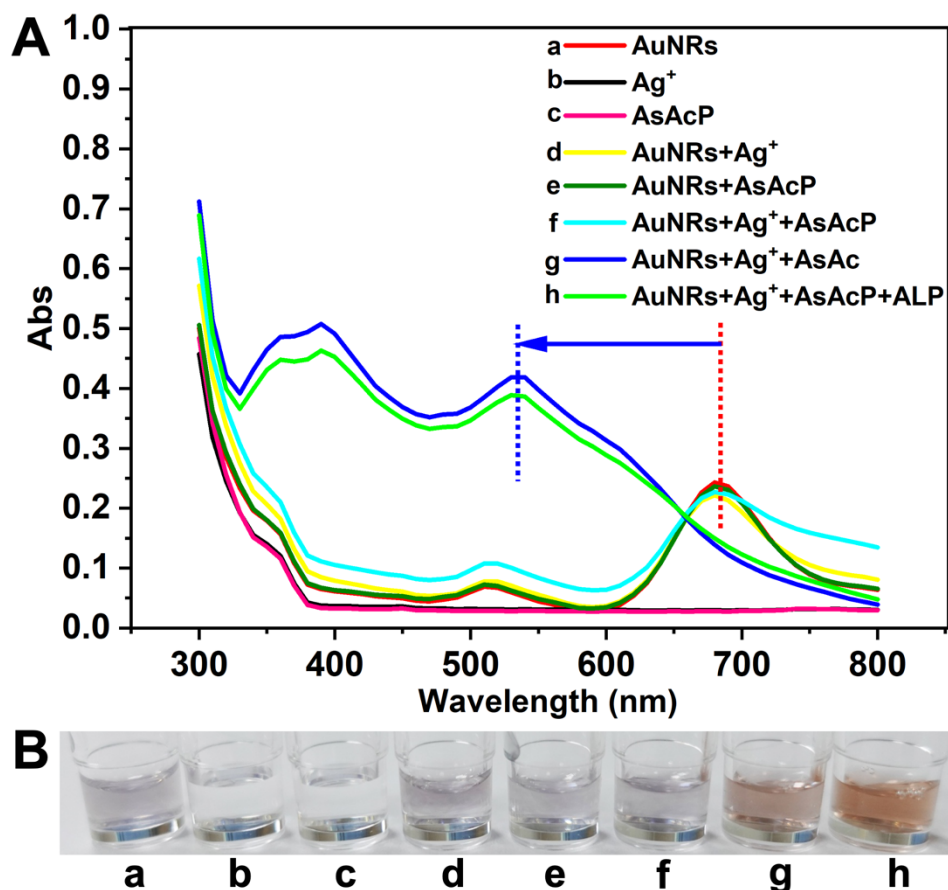 A
1.0
0.9
0.8
0.7
0.6
0.5
0.4
0.3
0.2
0.1
0.0
Abs
a AuNRs
b Ag⁺
c AsAcP
d AuNRs+Ag⁺
e AuNRs+AsAcP
f AuNRs+Ag⁺+AsAcP
g AuNRs+Ag⁺+AsAc
h AuNRs+Ag⁺+AsAcP+ALP
300 400 500 600 700 800
Wavelength (nm)
B
a b c d e f g h